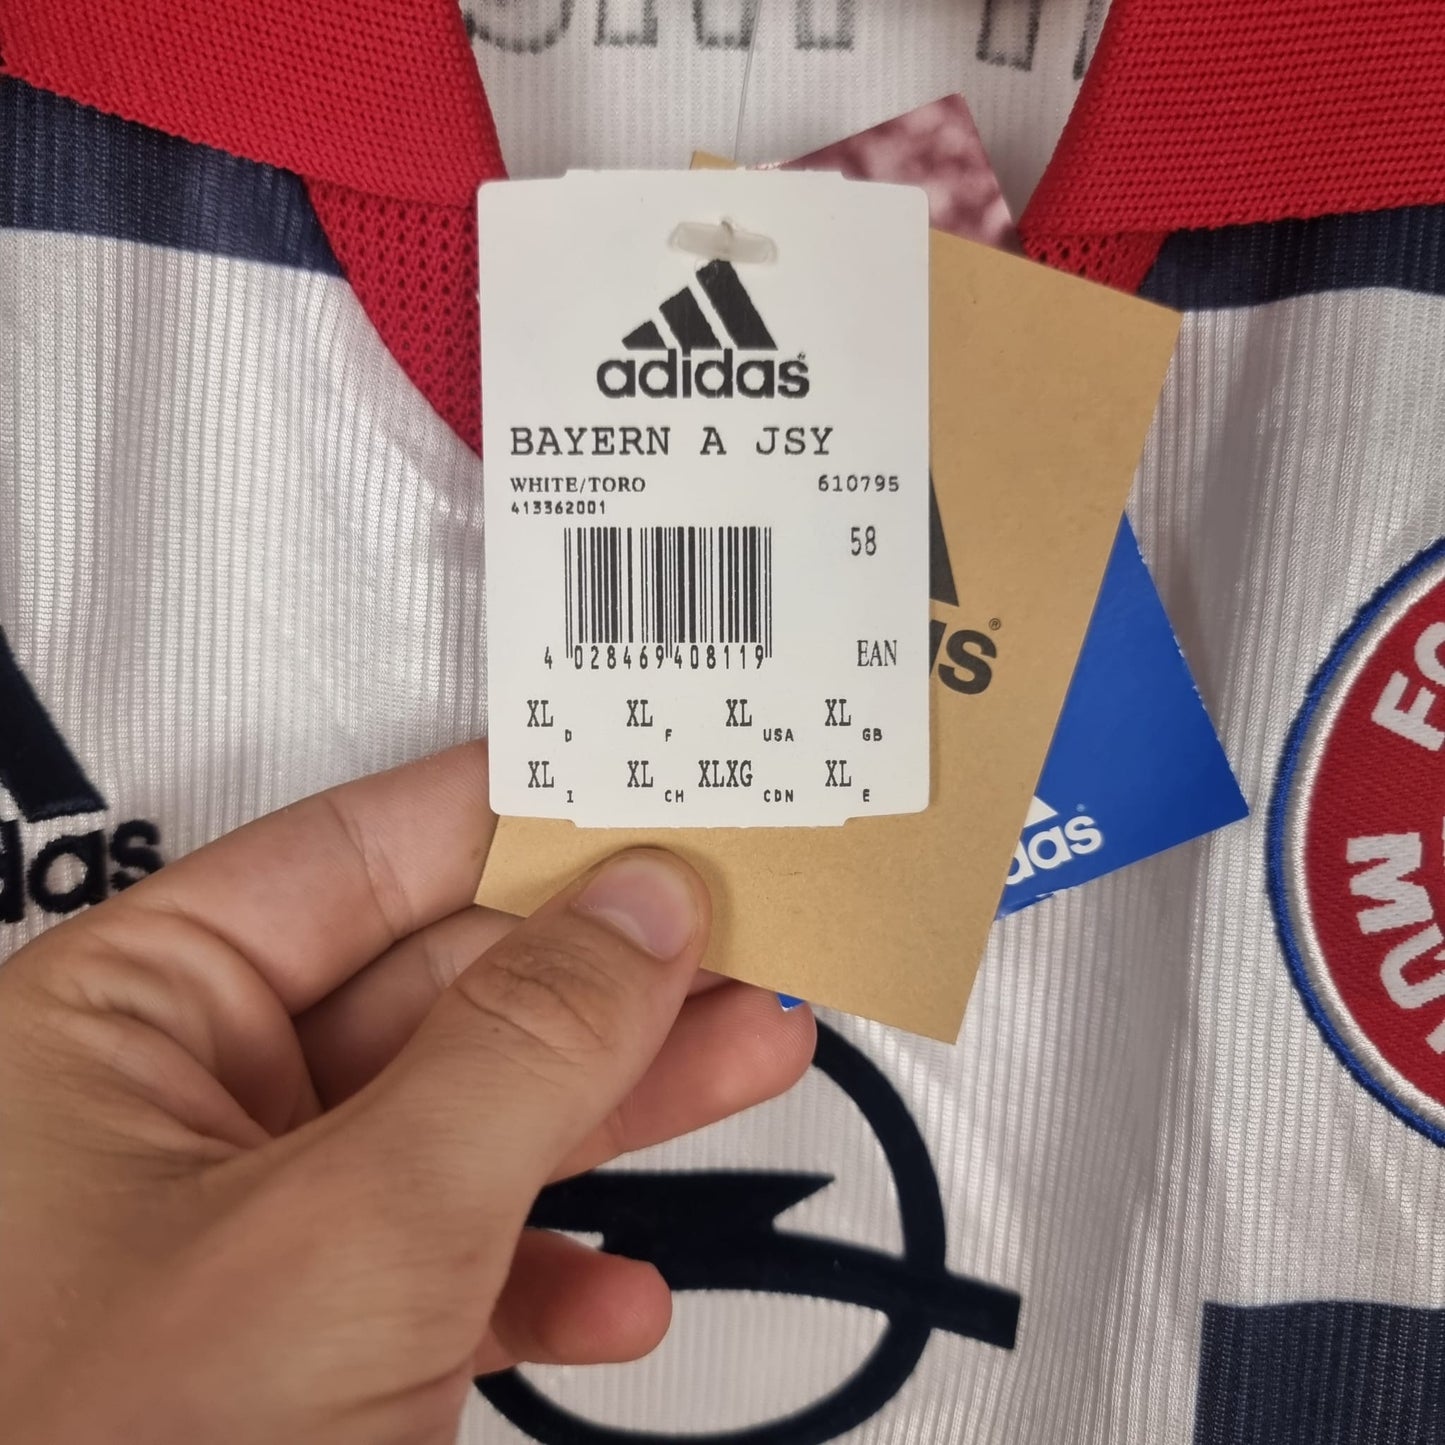 adidas
BAYERN A JSY
WHITE/TORO 610795
413362001
58
4 028469 408119 EAN
XL D XL F XL USA XL GB
XL I XL CH XLXG CDN XL E
adidas
FC